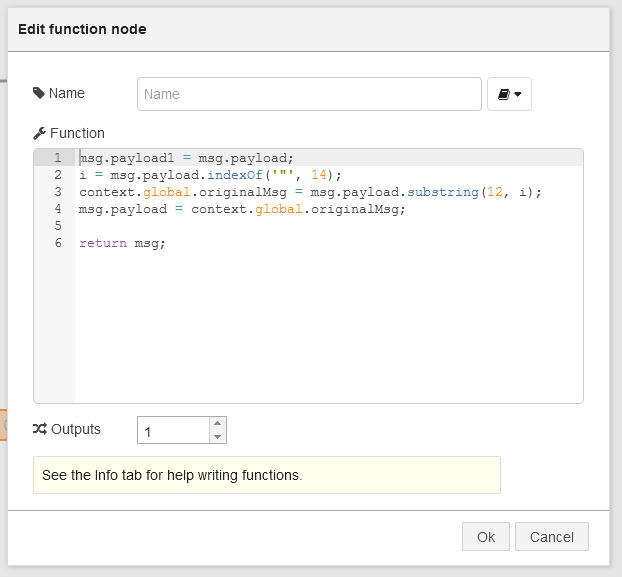 Edit function node
Name
Name
Function
1 msg.payload1 = msg.payload;
2 i = msg.payload.indexOf('"', 14);
3 context.global.originalMsg = msg.payload.substring(12, i);
4 msg.payload = context.global.originalMsg;
5
6 return msg;
Outputs
1
See the Info tab for help writing functions.
Ok
Cancel